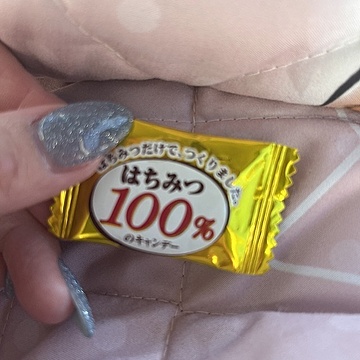 はちみつだけで、つくりました。
はちみつ
100%
のキャンデー